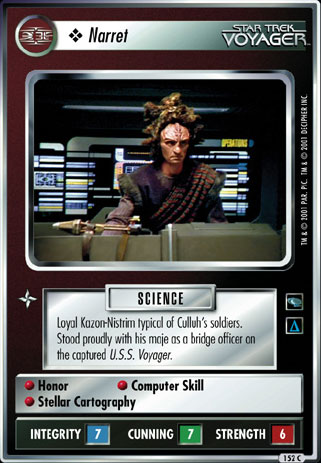 ❖ Narret
STAR TREK
VOYAGER™
OPERATIONS
TM & © 2001 PAR. PIC. TM & © 2001 DECIPHER INC.
SCIENCE
Loyal Kazon-Nistrim typical of Culluh's soldiers.
Stood proudly with his maje as a bridge officer on
the captured U.S.S. Voyager.
Honor
Computer Skill
Stellar Cartography
INTEGRITY 7 CUNNING 7 STRENGTH 6
152 C